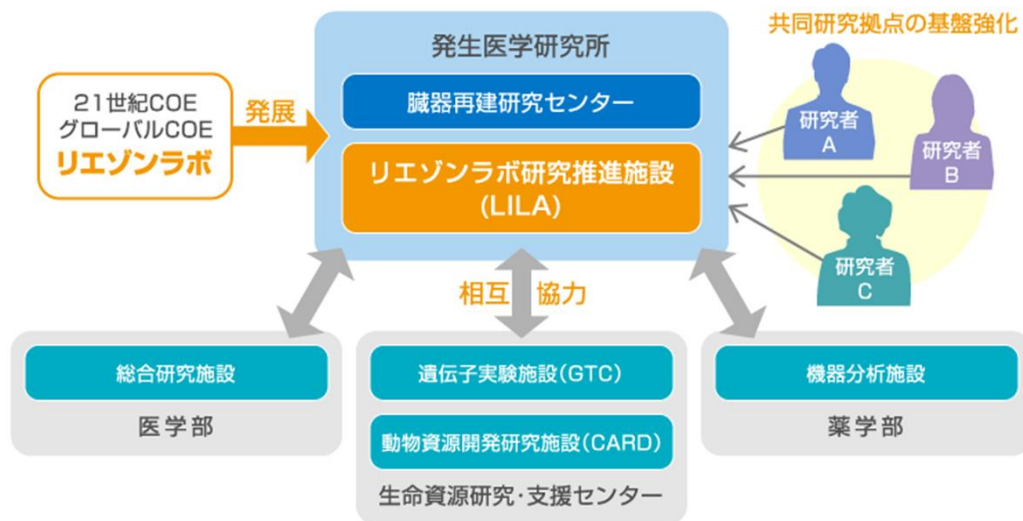 共同研究拠点の基盤強化
発生医学研究所
臓器再建研究センター
リエゾンラボ研究推進施設
(LILA)
21世紀COE
グローバルCOE
リエゾンラボ
発展
研究者
A
研究者
B
研究者
C
相互 協力
総合研究施設
医学部
遺伝子実験施設(GTC)
動物資源開発研究施設(CARD)
生命資源研究・支援センター
機器分析施設
薬学部